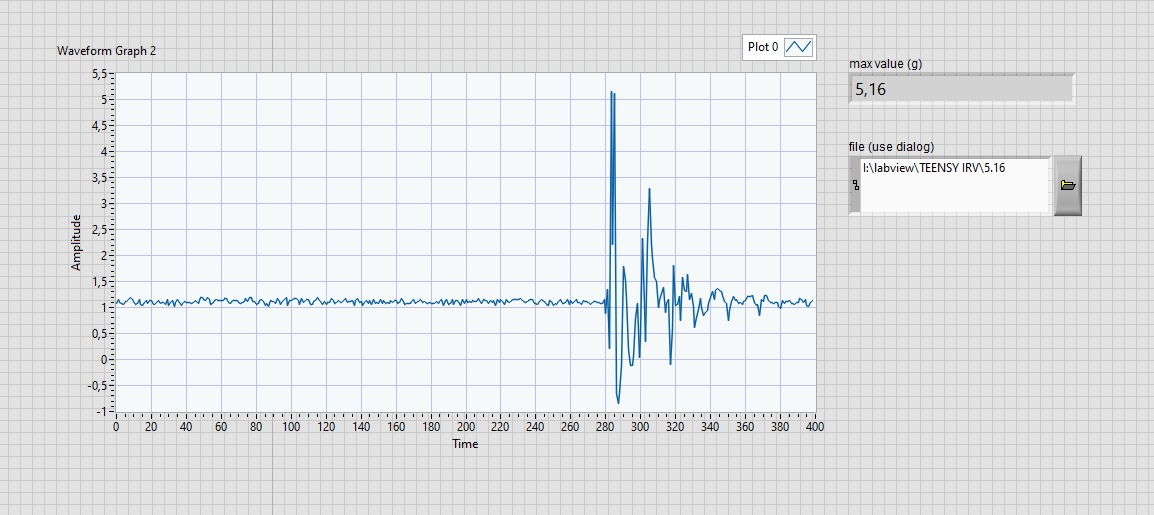 Waveform Graph 2
Plot 0
5,5
5
4,5
4
3,5
3
2,5
2
1,5
1
0,5
0
-0,5
-1
Amplitude
0 20 40 60 80 100 120 140 160 180 200 220 240 260 280 300 320 340 360 380 400
Time
max value (g)
5,16
file (use dialog)
I:\labview\TEENSY IRV\5.16